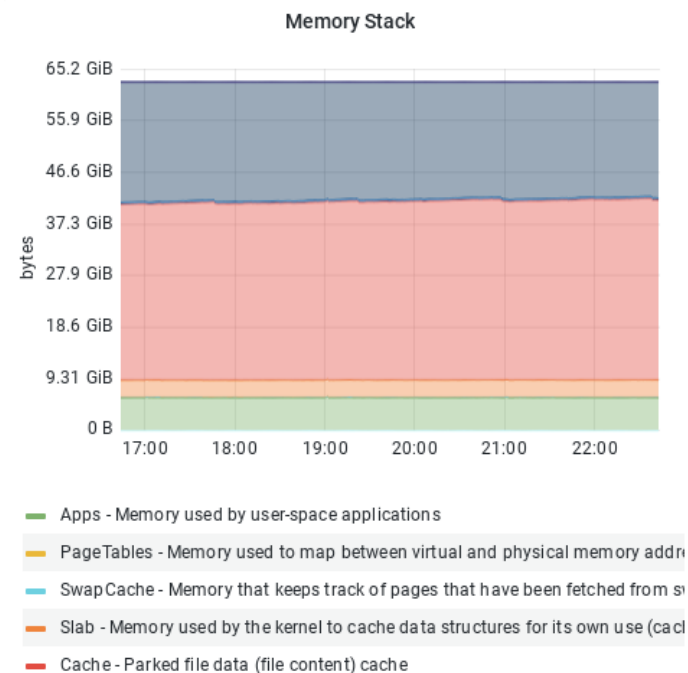 Memory Stack
65.2 GiB
55.9 GiB
46.6 GiB
37.3 GiB
27.9 GiB
18.6 GiB
9.31 GiB
0 B
bytes
17:00 18:00 19:00 20:00 21:00 22:00
Apps - Memory used by user-space applications
PageTables - Memory used to map between virtual and physical memory addre
SwapCache - Memory that keeps track of pages that have been fetched from sw
Slab - Memory used by the kernel to cache data structures for its own use (cach
Cache - Parked file data (file content) cache